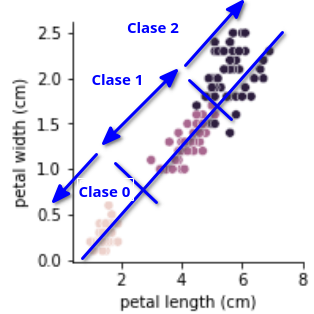 Clase 2
Clase 1
Clase 0
petal width (cm)
2.5
2.0
1.5
1.0
0.5
0.0
2
4
6
8
petal length (cm)